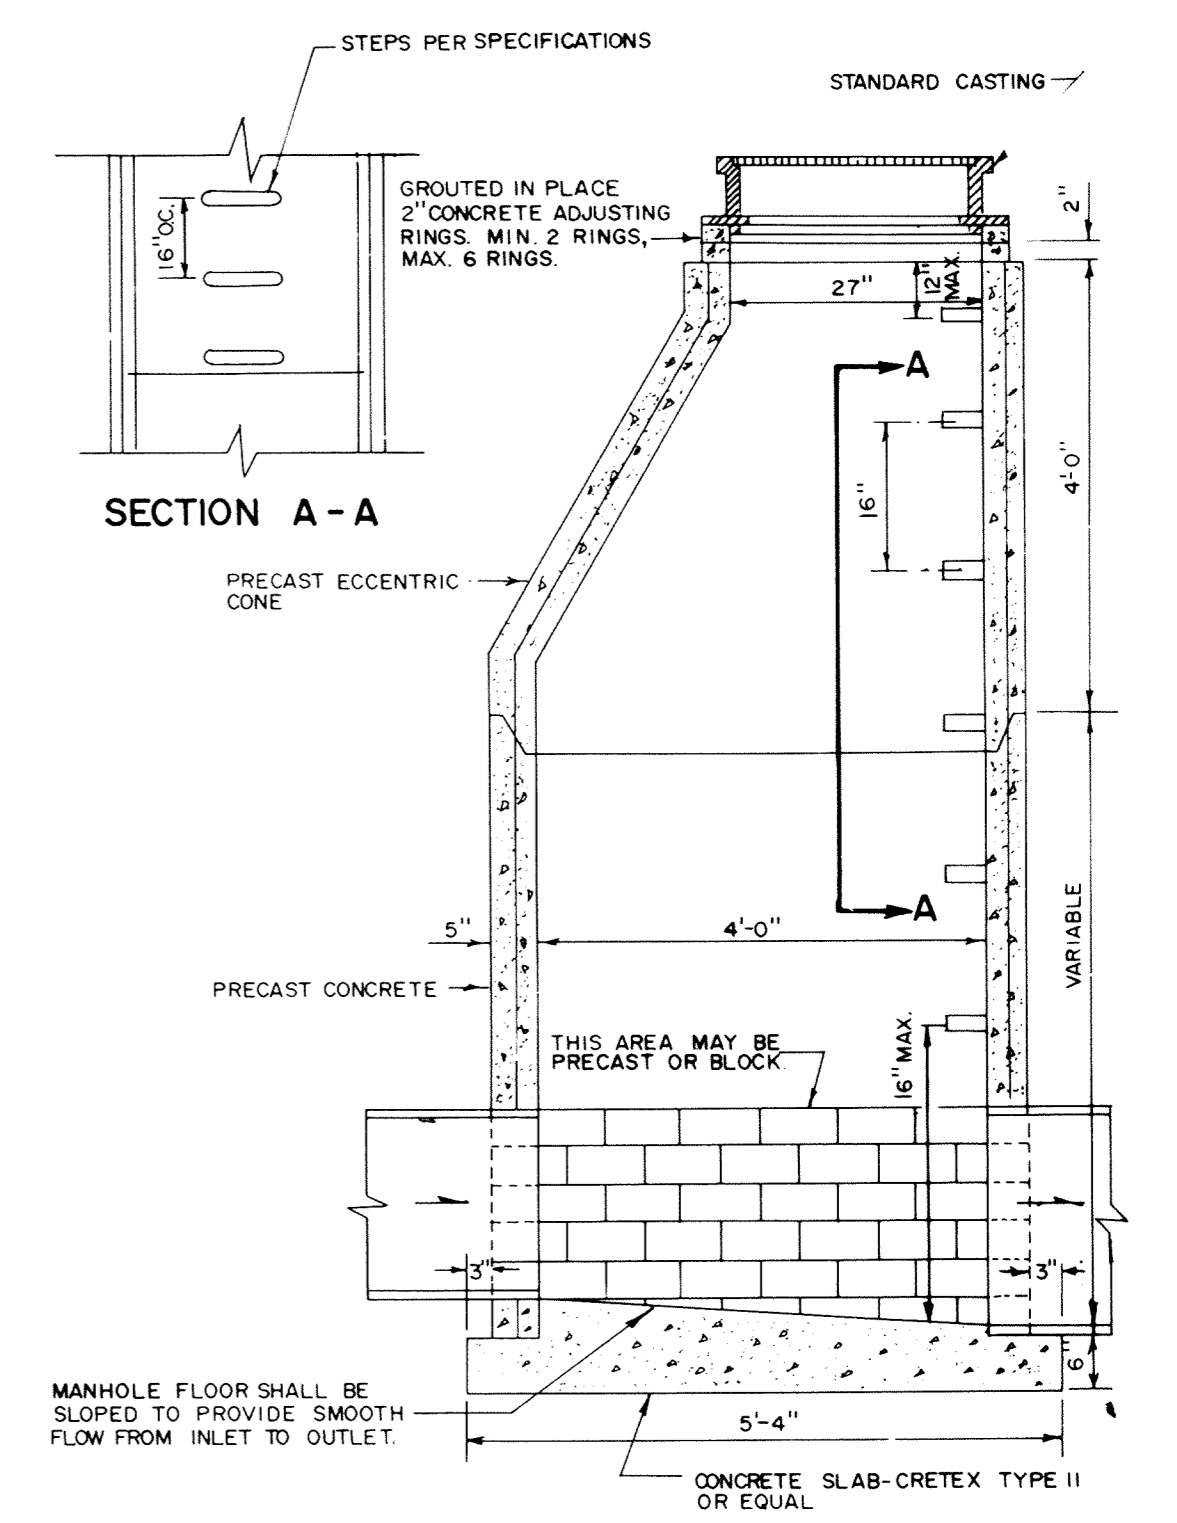 STEPS PER SPECIFICATIONS
STANDARD CASTING
GROUTED IN PLACE
2" CONCRETE ADJUSTING
RINGS. MIN. 2 RINGS,
MAX. 6 RINGS.
2"
16" O.C.
27"
12"
MAX.
A
4'-0"
16"
SECTION A-A
PRECAST ECCENTRIC
CONE
A
5"
4'-0"
VARIABLE
PRECAST CONCRETE
THIS AREA MAY BE
PRECAST OR BLOCK.
16" MAX.
3"
3"
6"
MANHOLE FLOOR SHALL BE
SLOPED TO PROVIDE SMOOTH
FLOW FROM INLET TO OUTLET.
5'-4"
CONCRETE SLAB-CRETEX TYPE II
OR EQUAL